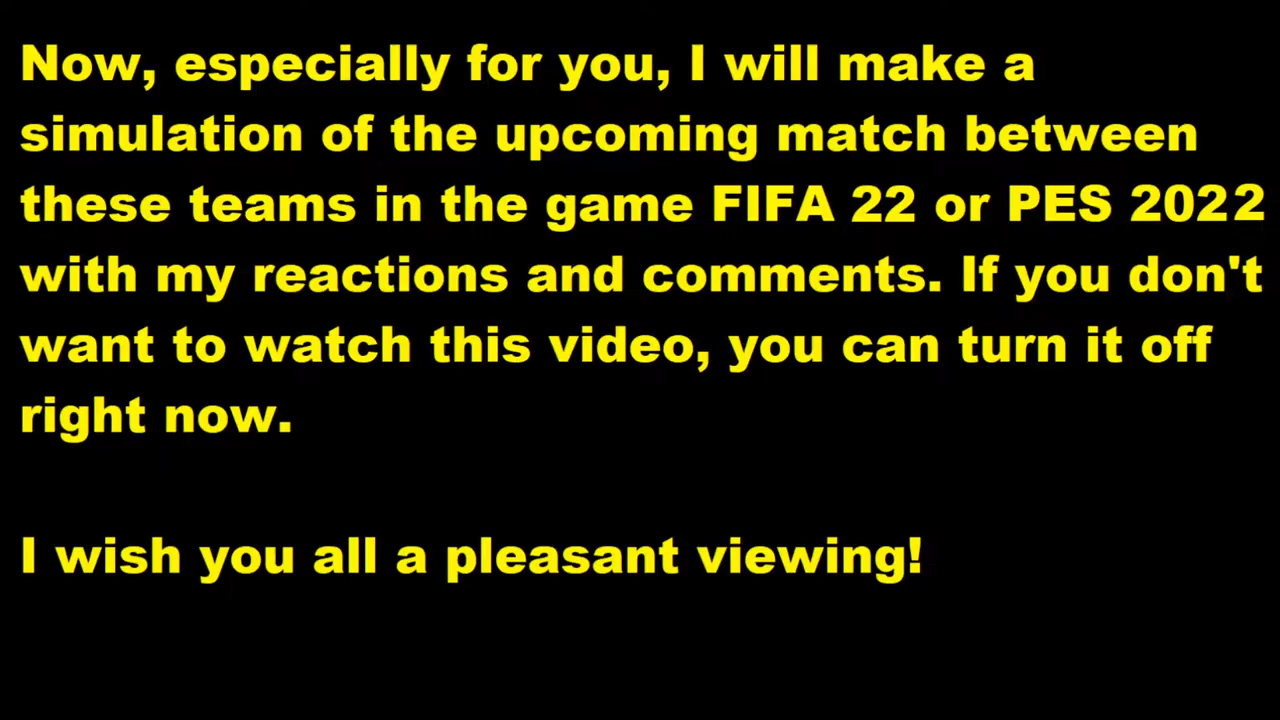 Now, especially for you, I will make a
simulation of the upcoming match between
these teams in the game FIFA 22 or PES 2022
with my reactions and comments. If you don't
want to watch this video, you can turn it off
right now.
I wish you all a pleasant viewing!